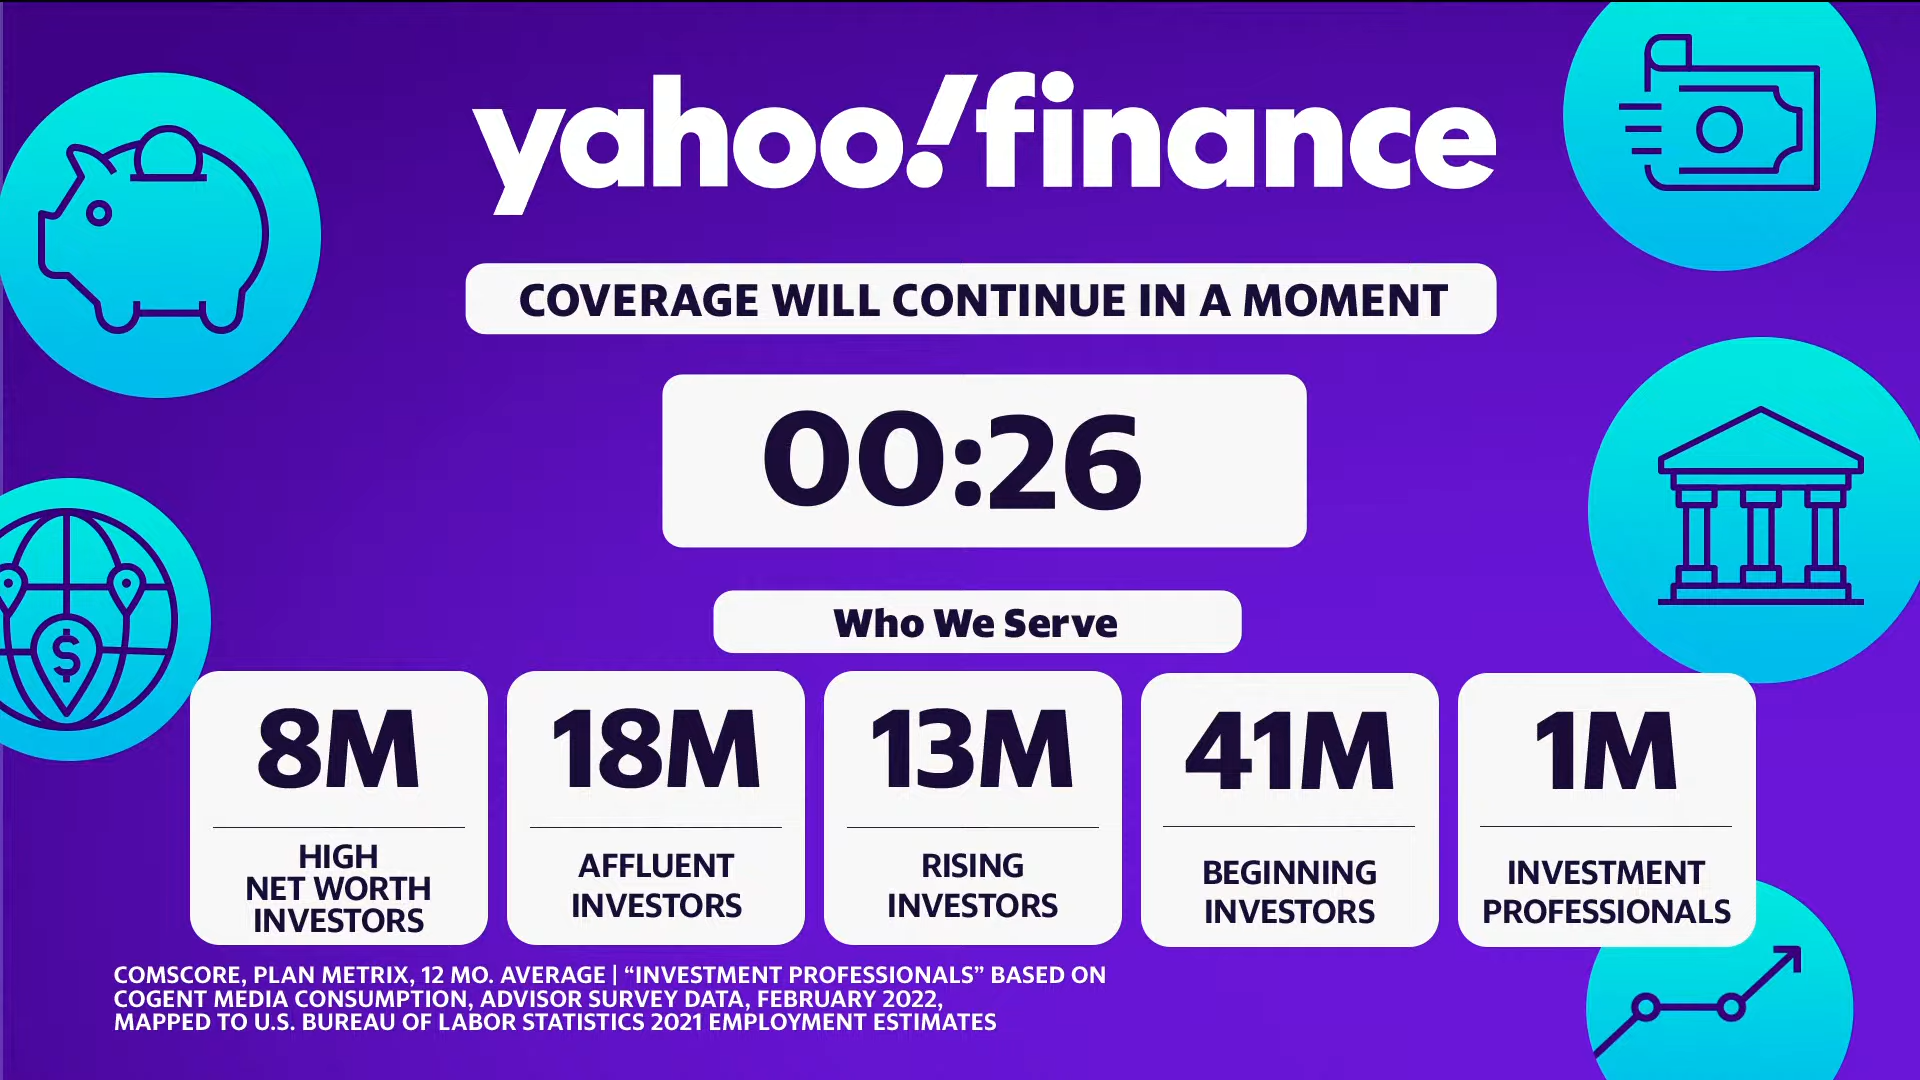 yahoo!finance
COVERAGE WILL CONTINUE IN A MOMENT
00:26
Who We Serve
8M
HIGH
NET WORTH
INVESTORS
18M
AFFLUENT
INVESTORS
13M
RISING
INVESTORS
41M
BEGINNING
INVESTORS
1M
INVESTMENT
PROFESSIONALS
$
COMSCORE, PLAN METRIX, 12 MO. AVERAGE | “INVESTMENT PROFESSIONALS” BASED ON
COGENT MEDIA CONSUMPTION, ADVISOR SURVEY DATA, FEBRUARY 2022,
MAPPED TO U.S. BUREAU OF LABOR STATISTICS 2021 EMPLOYMENT ESTIMATES